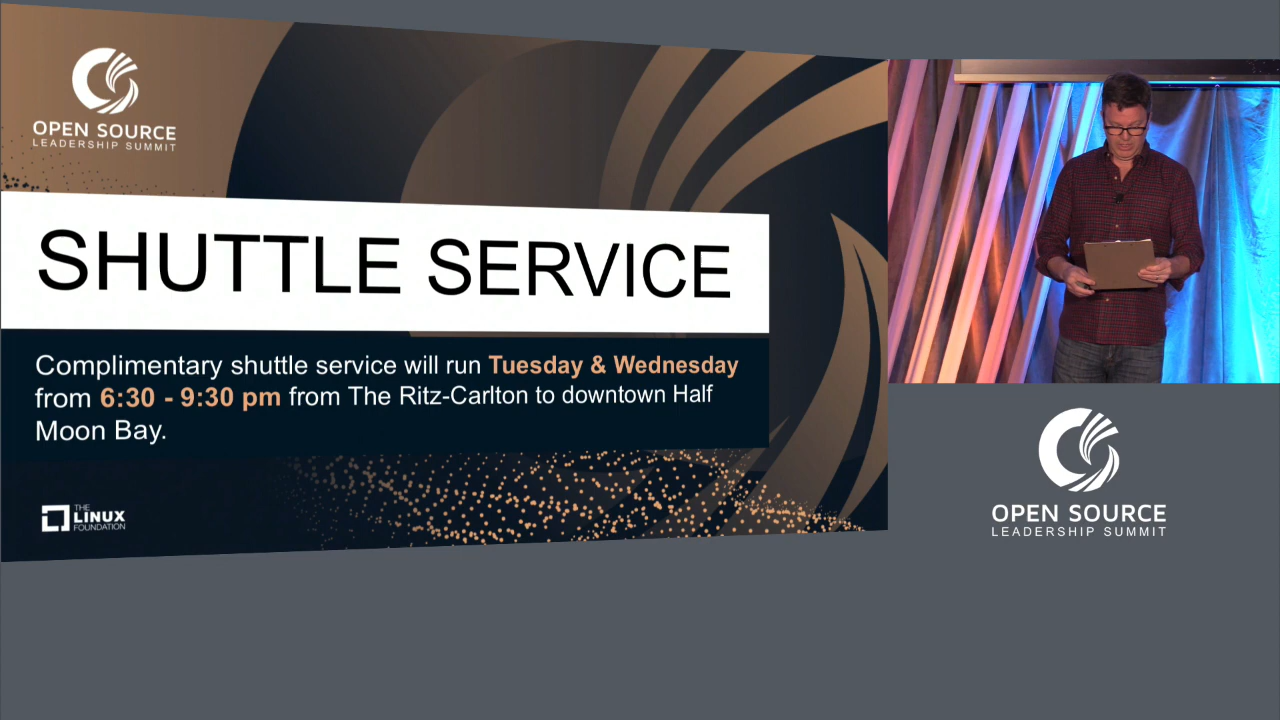 OPEN SOURCE
LEADERSHIP SUMMIT
SHUTTLE SERVICE
Complimentary shuttle service will run Tuesday & Wednesday
from 6:30 - 9:30 pm from The Ritz-Carlton to downtown Half
Moon Bay.
THE
LINUX
FOUNDATION
OPEN SOURCE
LEADERSHIP SUMMIT